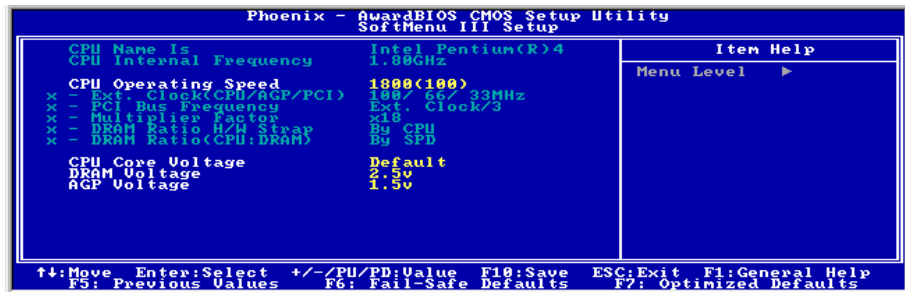 Phoenix - AwardBIOS CMOS Setup Utility
SoftMenu III Setup
CPU Name Is Intel Pentium(R)4
CPU Internal Frequency 1.80GHz
Item Help
Menu Level ►
CPU Operating Speed 1800(100)
x - Ext. Clock(CPU/AGP/PCI) 100/ 66/ 33MHz
x - PCI Bus Frequency Ext. Clock/3
x - Multiplier Factor x18
x - DRAM Ratio H/W Strap By CPU
x - DRAM Ratio(CPU:DRAM) By SPD
CPU Core Voltage Default
DRAM Voltage 2.5v
AGP Voltage 1.5v
↑↓:Move Enter:Select +/-/PU/PD:Value F10:Save ESC:Exit F1:General Help
F5: Previous Values F6: Fail-Safe Defaults F7: Optimized Defaults